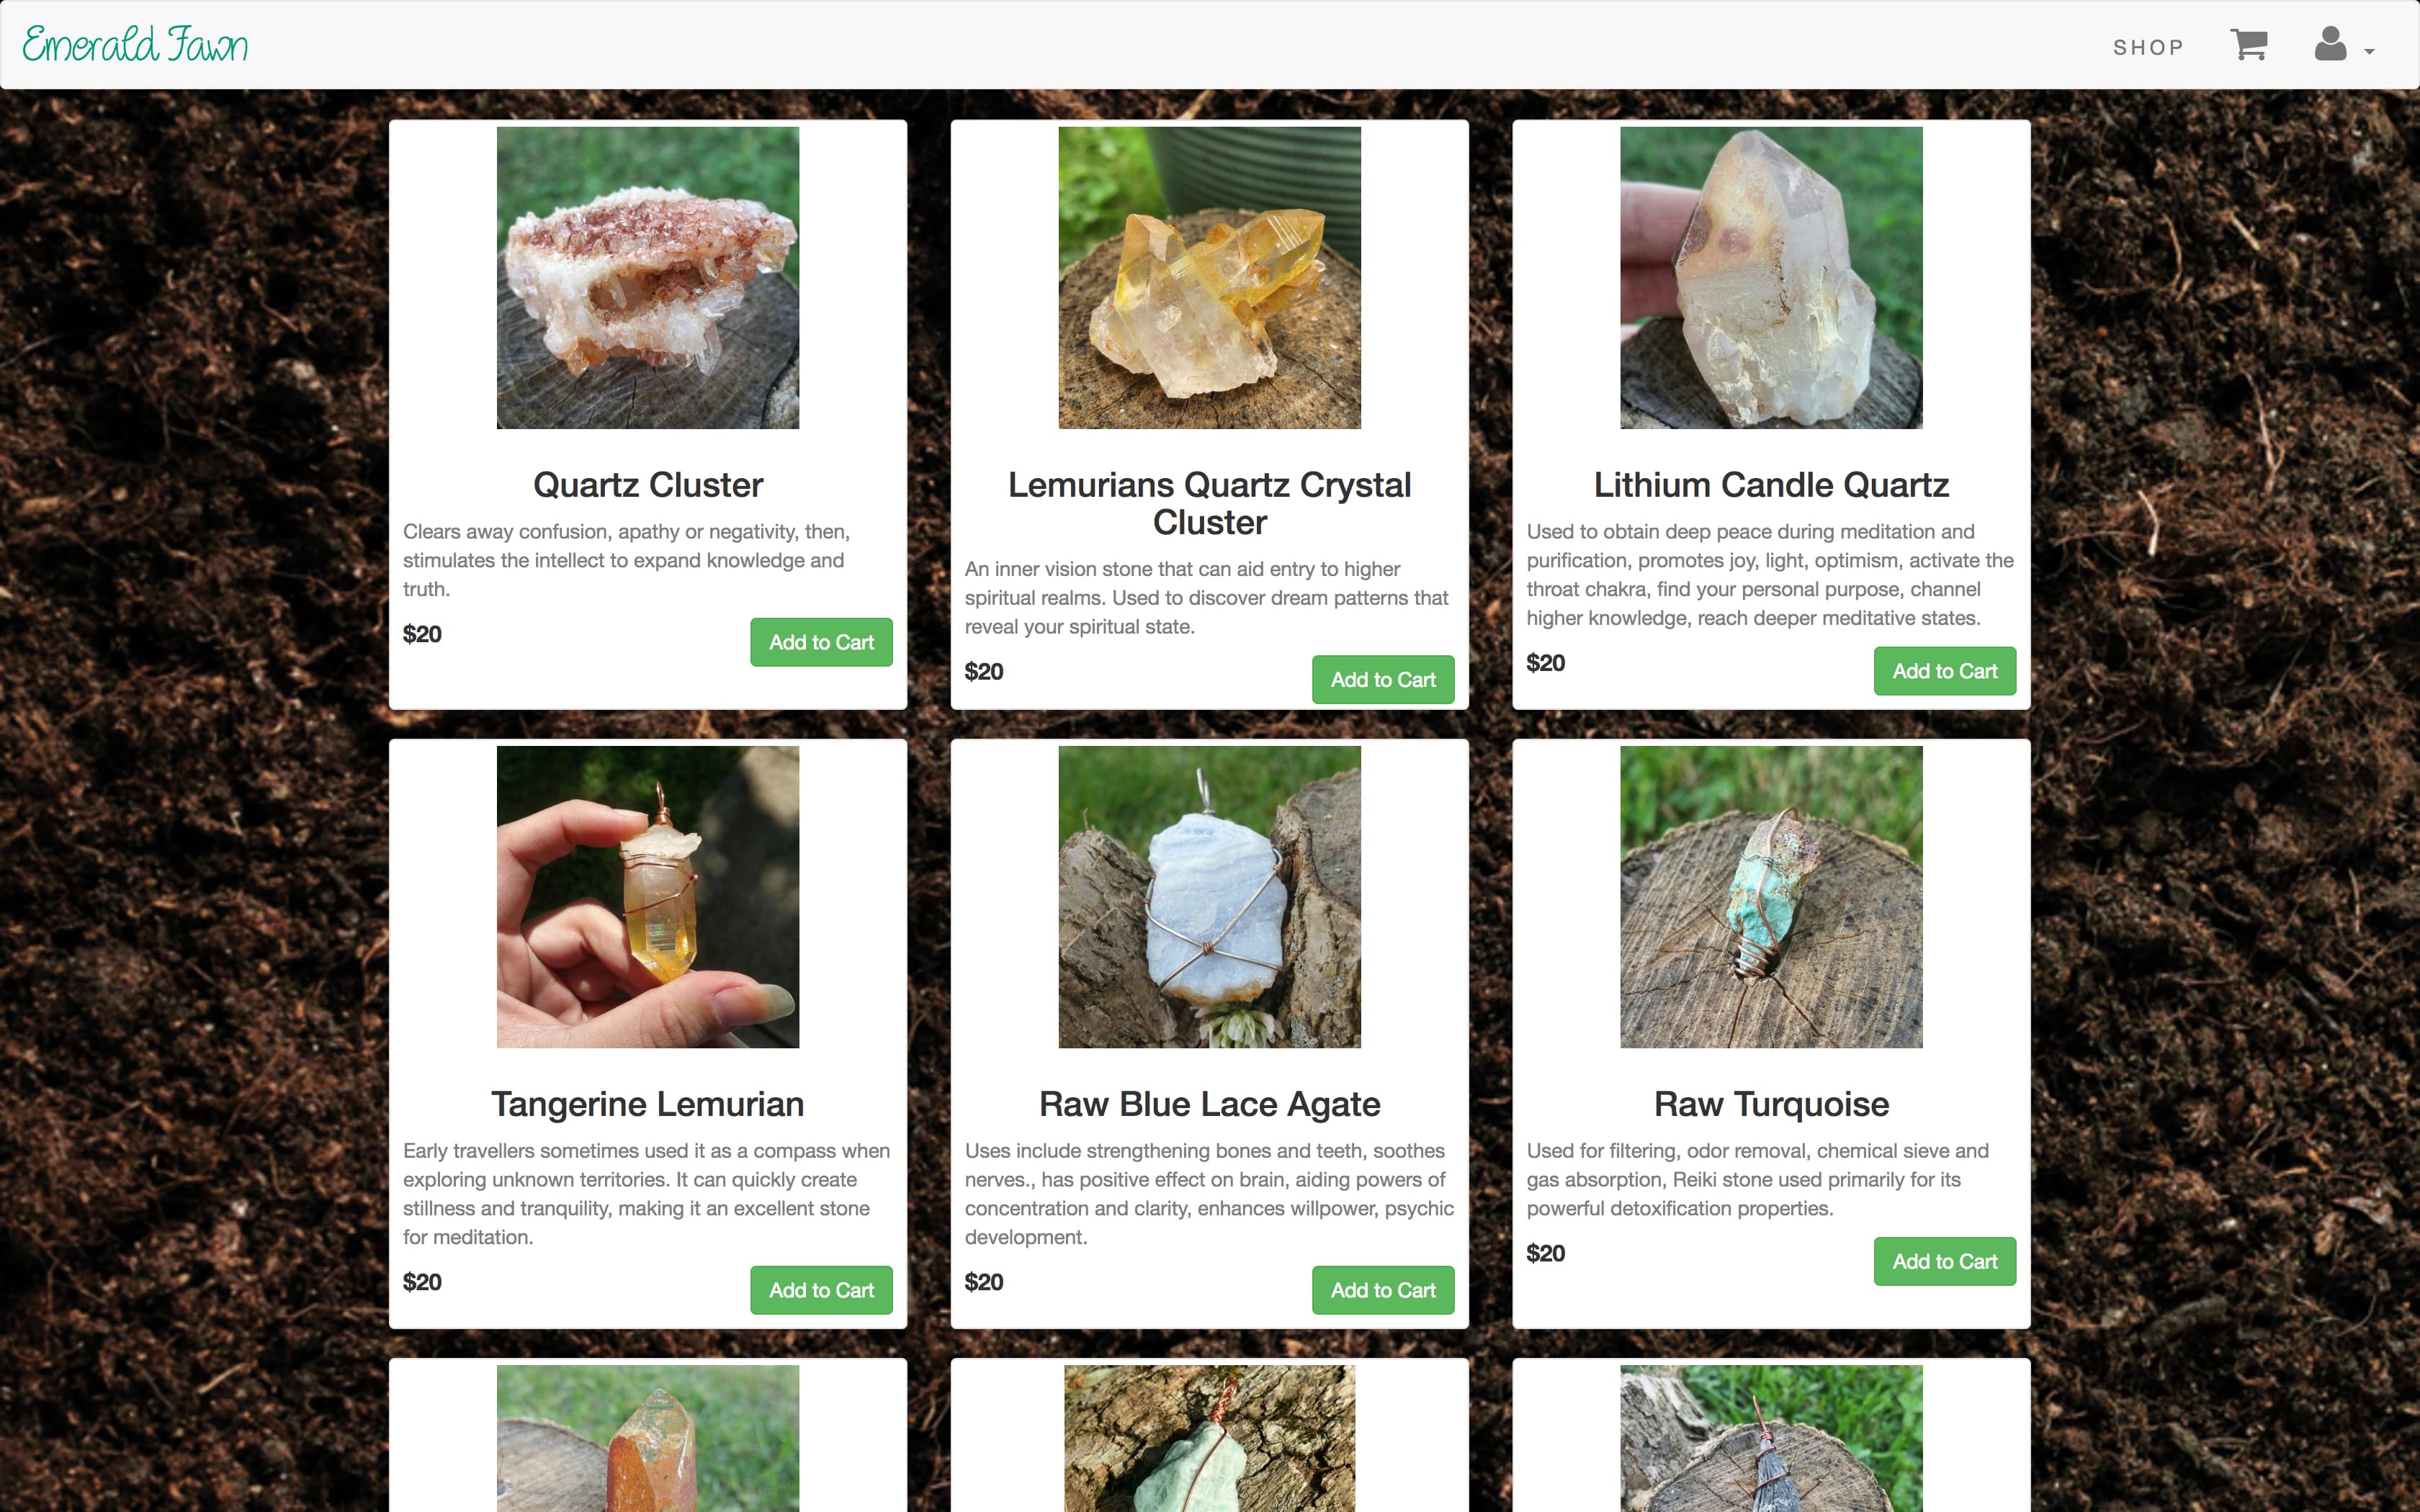 Emerald Fawn
SHOP
Quartz Cluster
Clears away confusion, apathy or negativity, then,
stimulates the intellect to expand knowledge and
truth.
$20
Add to Cart
Lemurians Quartz Crystal
Cluster
An inner vision stone that can aid entry to higher
spiritual realms. Used to discover dream patterns that
reveal your spiritual state.
$20
Add to Cart
Lithium Candle Quartz
Used to obtain deep peace during meditation and
purification, promotes joy, light, optimism, activate the
throat chakra, find your personal purpose, channel
higher knowledge, reach deeper meditative states.
$20
Add to Cart
Tangerine Lemurian
Early travellers sometimes used it as a compass when
exploring unknown territories. It can quickly create
stillness and tranquility, making it an excellent stone
for meditation.
$20
Add to Cart
Raw Blue Lace Agate
Uses include strengthening bones and teeth, soothes
nerves., has positive effect on brain, aiding powers of
concentration and clarity, enhances willpower, psychic
development.
$20
Add to Cart
Raw Turquoise
Used for filtering, odor removal, chemical sieve and
gas absorption, Reiki stone used primarily for its
powerful detoxification properties.
$20
Add to Cart